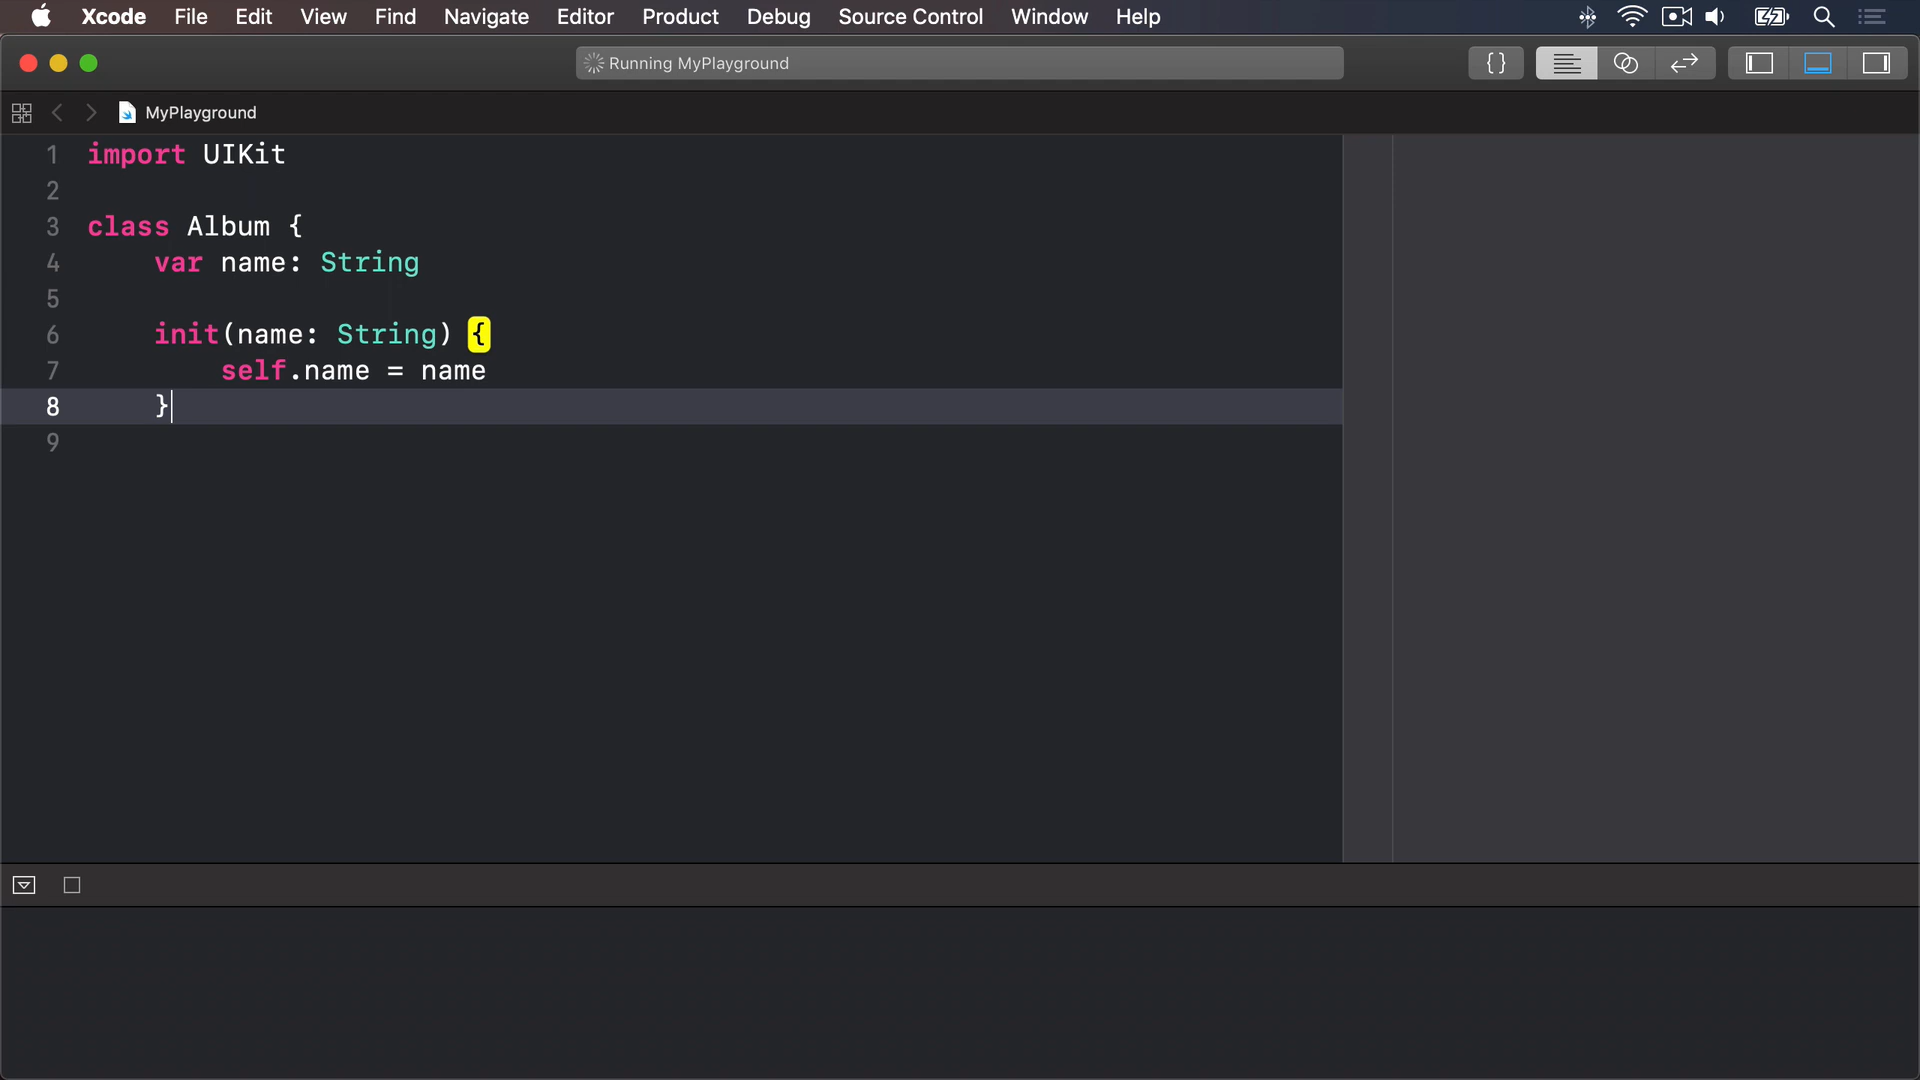 Xcode File Edit View Find Navigate Editor Product Debug Source Control Window Help
Running MyPlayground
{}
MyPlayground
1 import UIKit
2
3 class Album {
4 var name: String
5
6 init(name: String) {
7 self.name = name
8 }
9